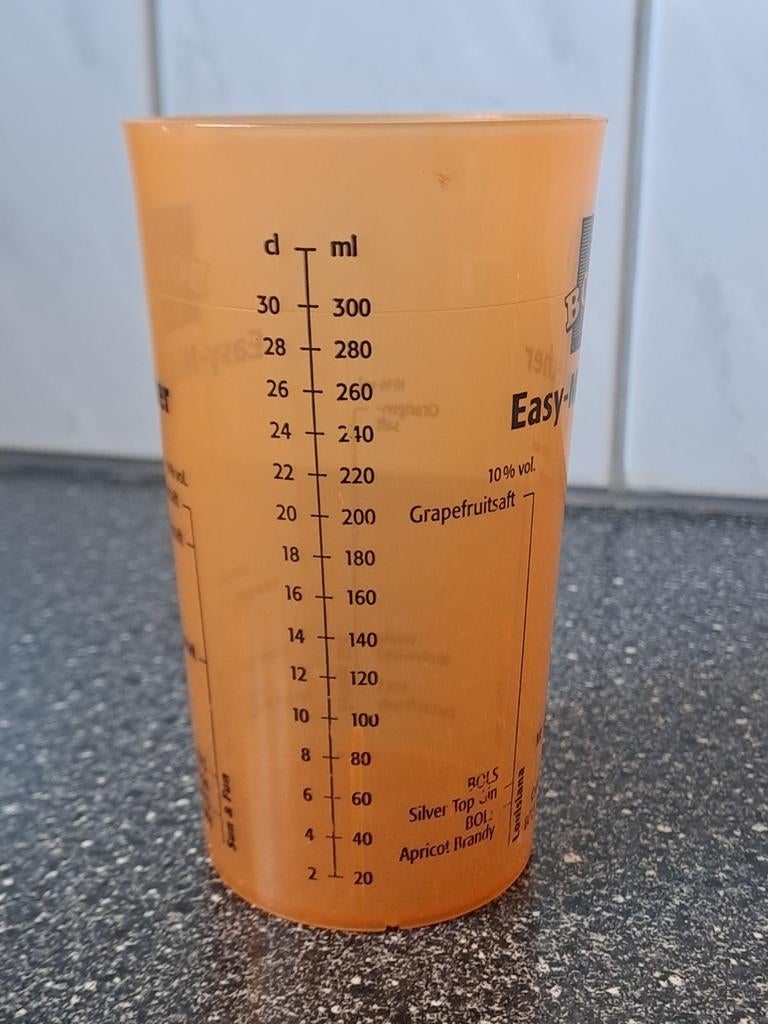 cl ml
30 300
28 280
26 260
24 240
22 220
20 200
18 180
16 160
14 140
12 120
10 100
8 80
6 60
4 40
2 20
Easy-
10% vol.
Grapefruitsaft
BOLS
Silver Top Gin
BOLS
Apricot Brandy
Louisiana
Sun & Fun